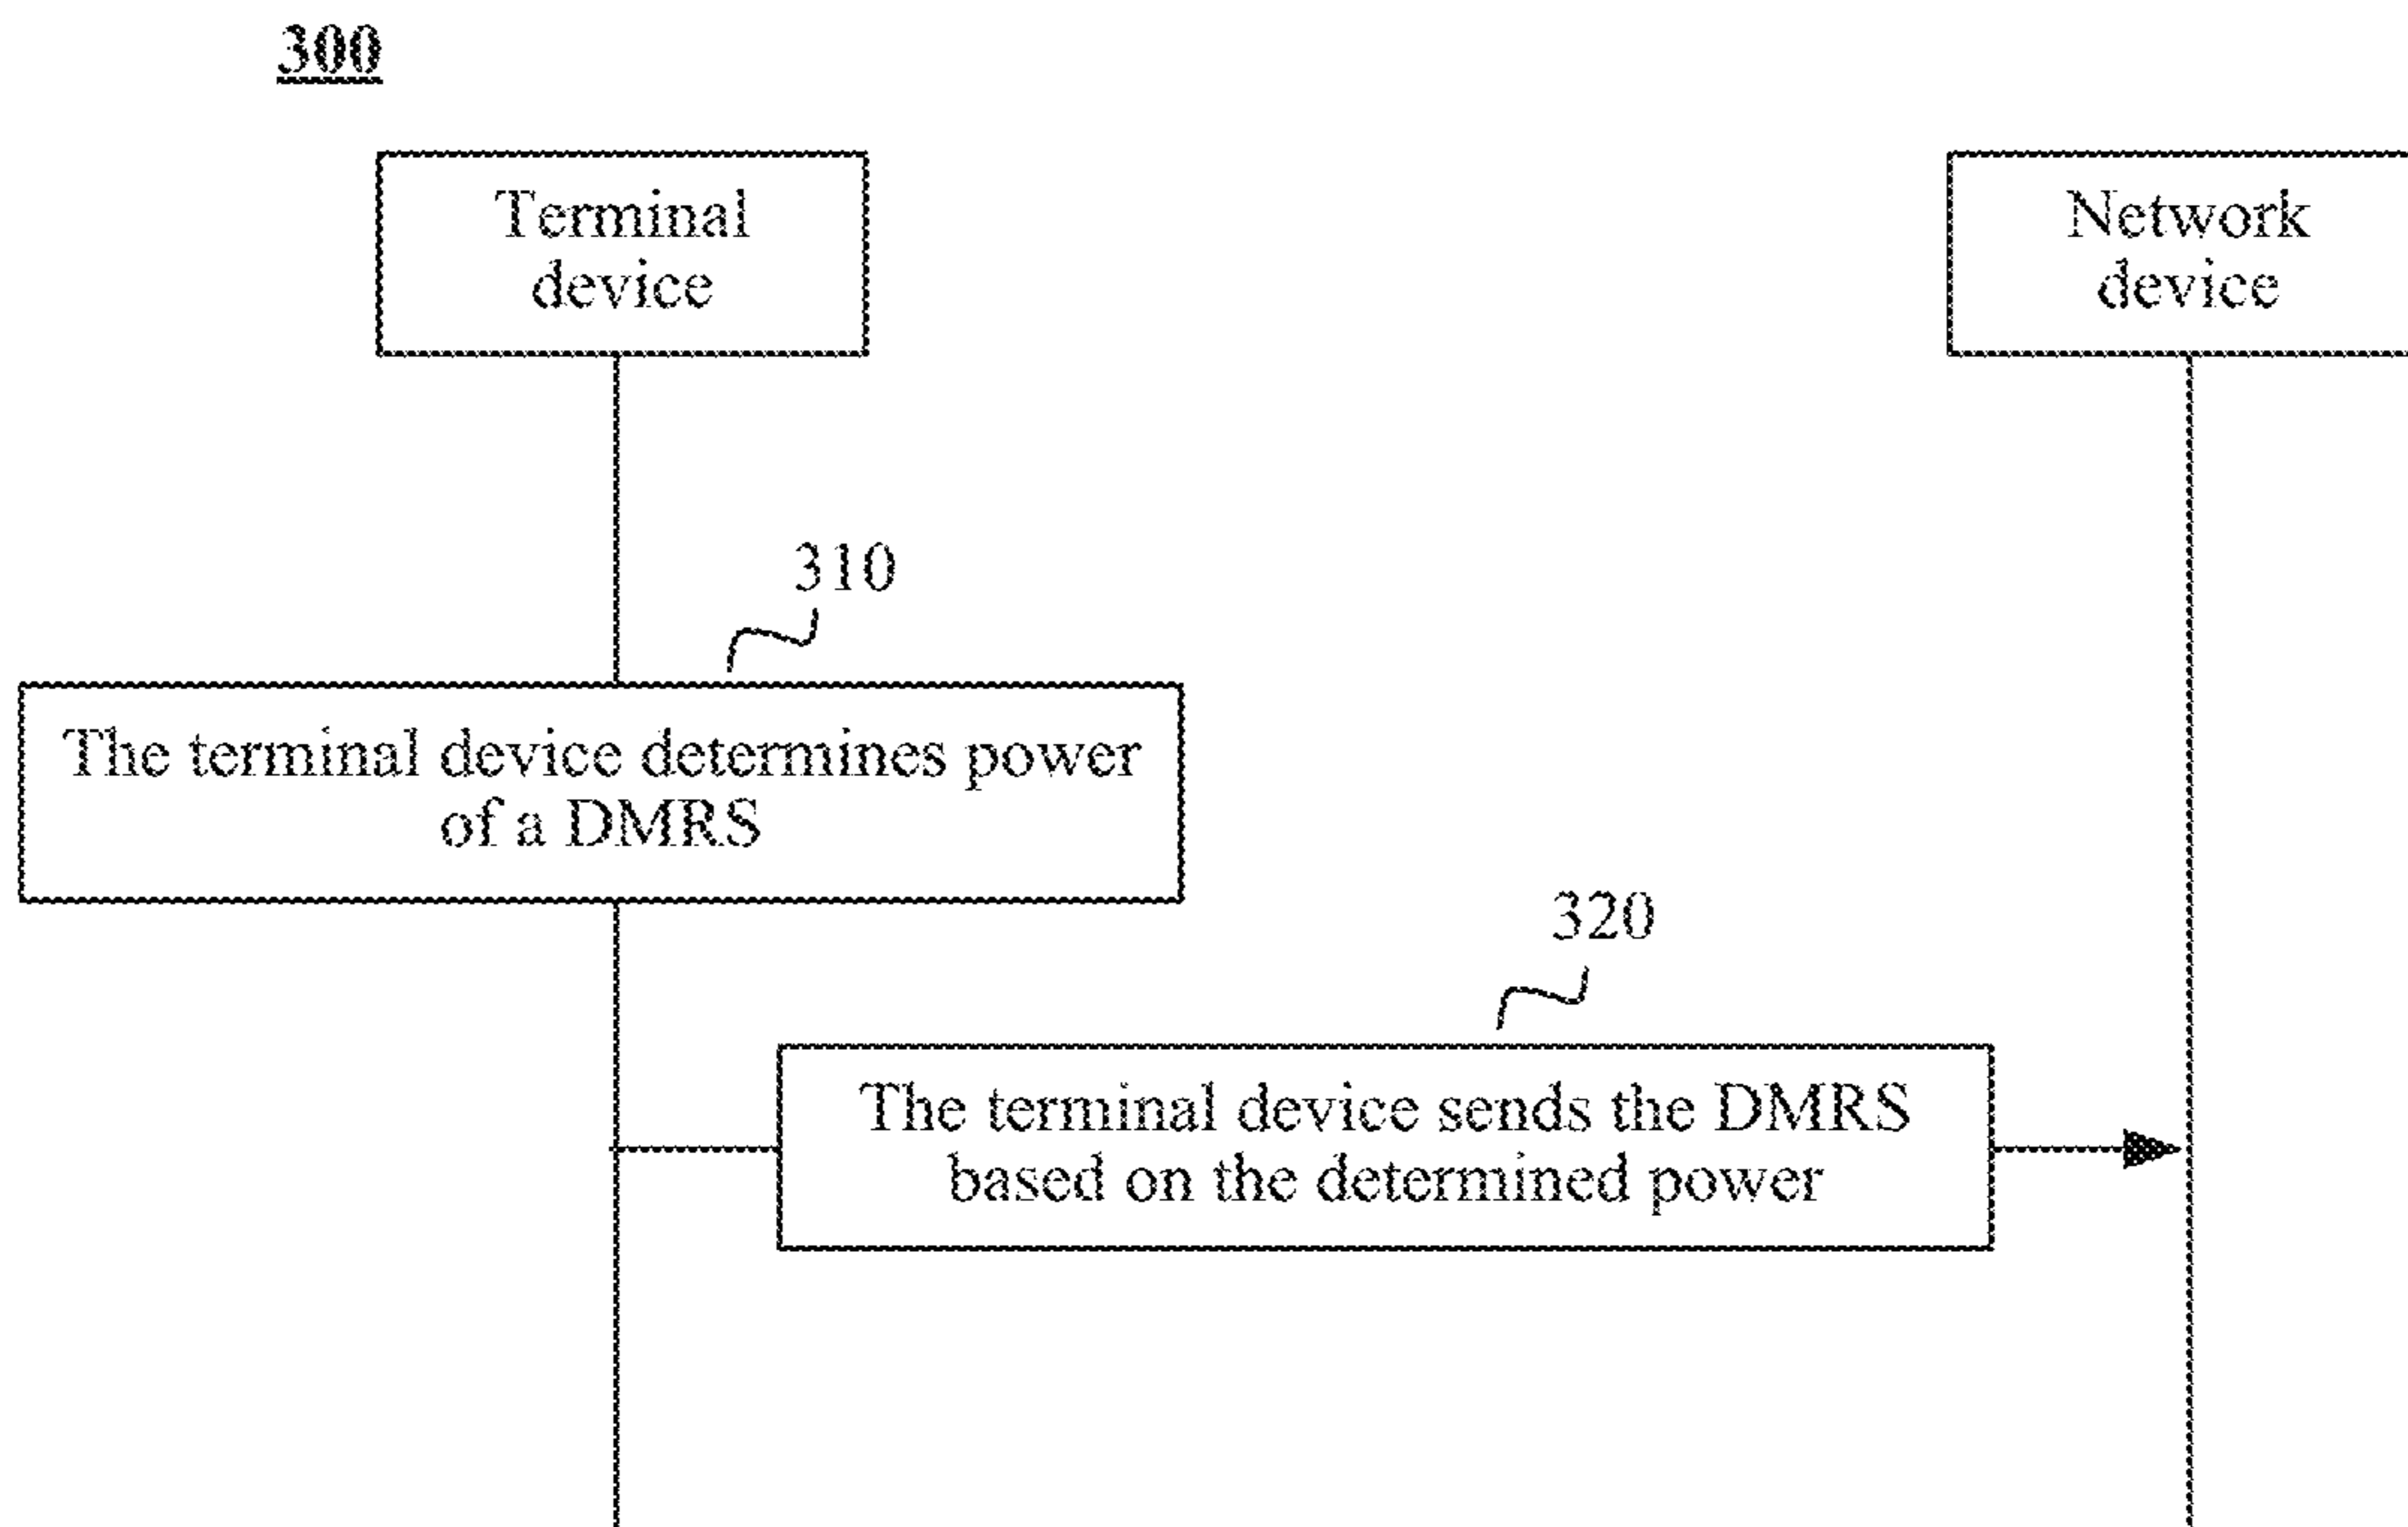 300
Terminal
device
Network
device
310
The terminal device determines power
of a DMRS
320
The terminal device sends the DMRS
based on the determined power